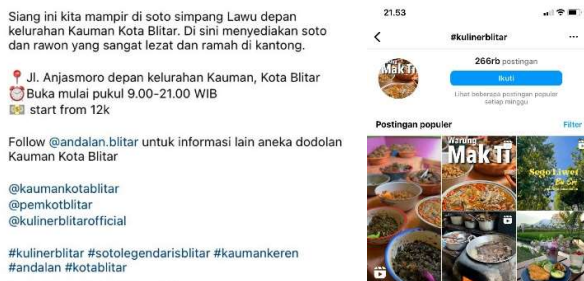 Siang ini kita mampir di soto simpang Lawu depan
kelurahan Kauman Kota Blitar. Di sini menyediakan soto
dan rawon yang sangat lezat dan ramah di kantong.
📍 Jl. Anjasmoro depan kelurahan Kauman, Kota Blitar
⏰Buka mulai pukul 9.00-21.00 WIB
💵 start from 12k
Follow @andalan.blitar untuk informasi lain aneka dodolan
Kauman Kota Blitar
@kaumankotablitar
@pemkotblitar
@kulinerblitarofficial
#kulinerblitar #sotolegendarisblitar #kaumankeren
#andalan #kotablitar
21.53
#kulinerblitar
Mak Ti
266rb postingan
Ikuti
Lihat beberapa postingan populer
setiap minggu
Postingan populer
Filter
Warung
Mak Ti
Sego Liwet